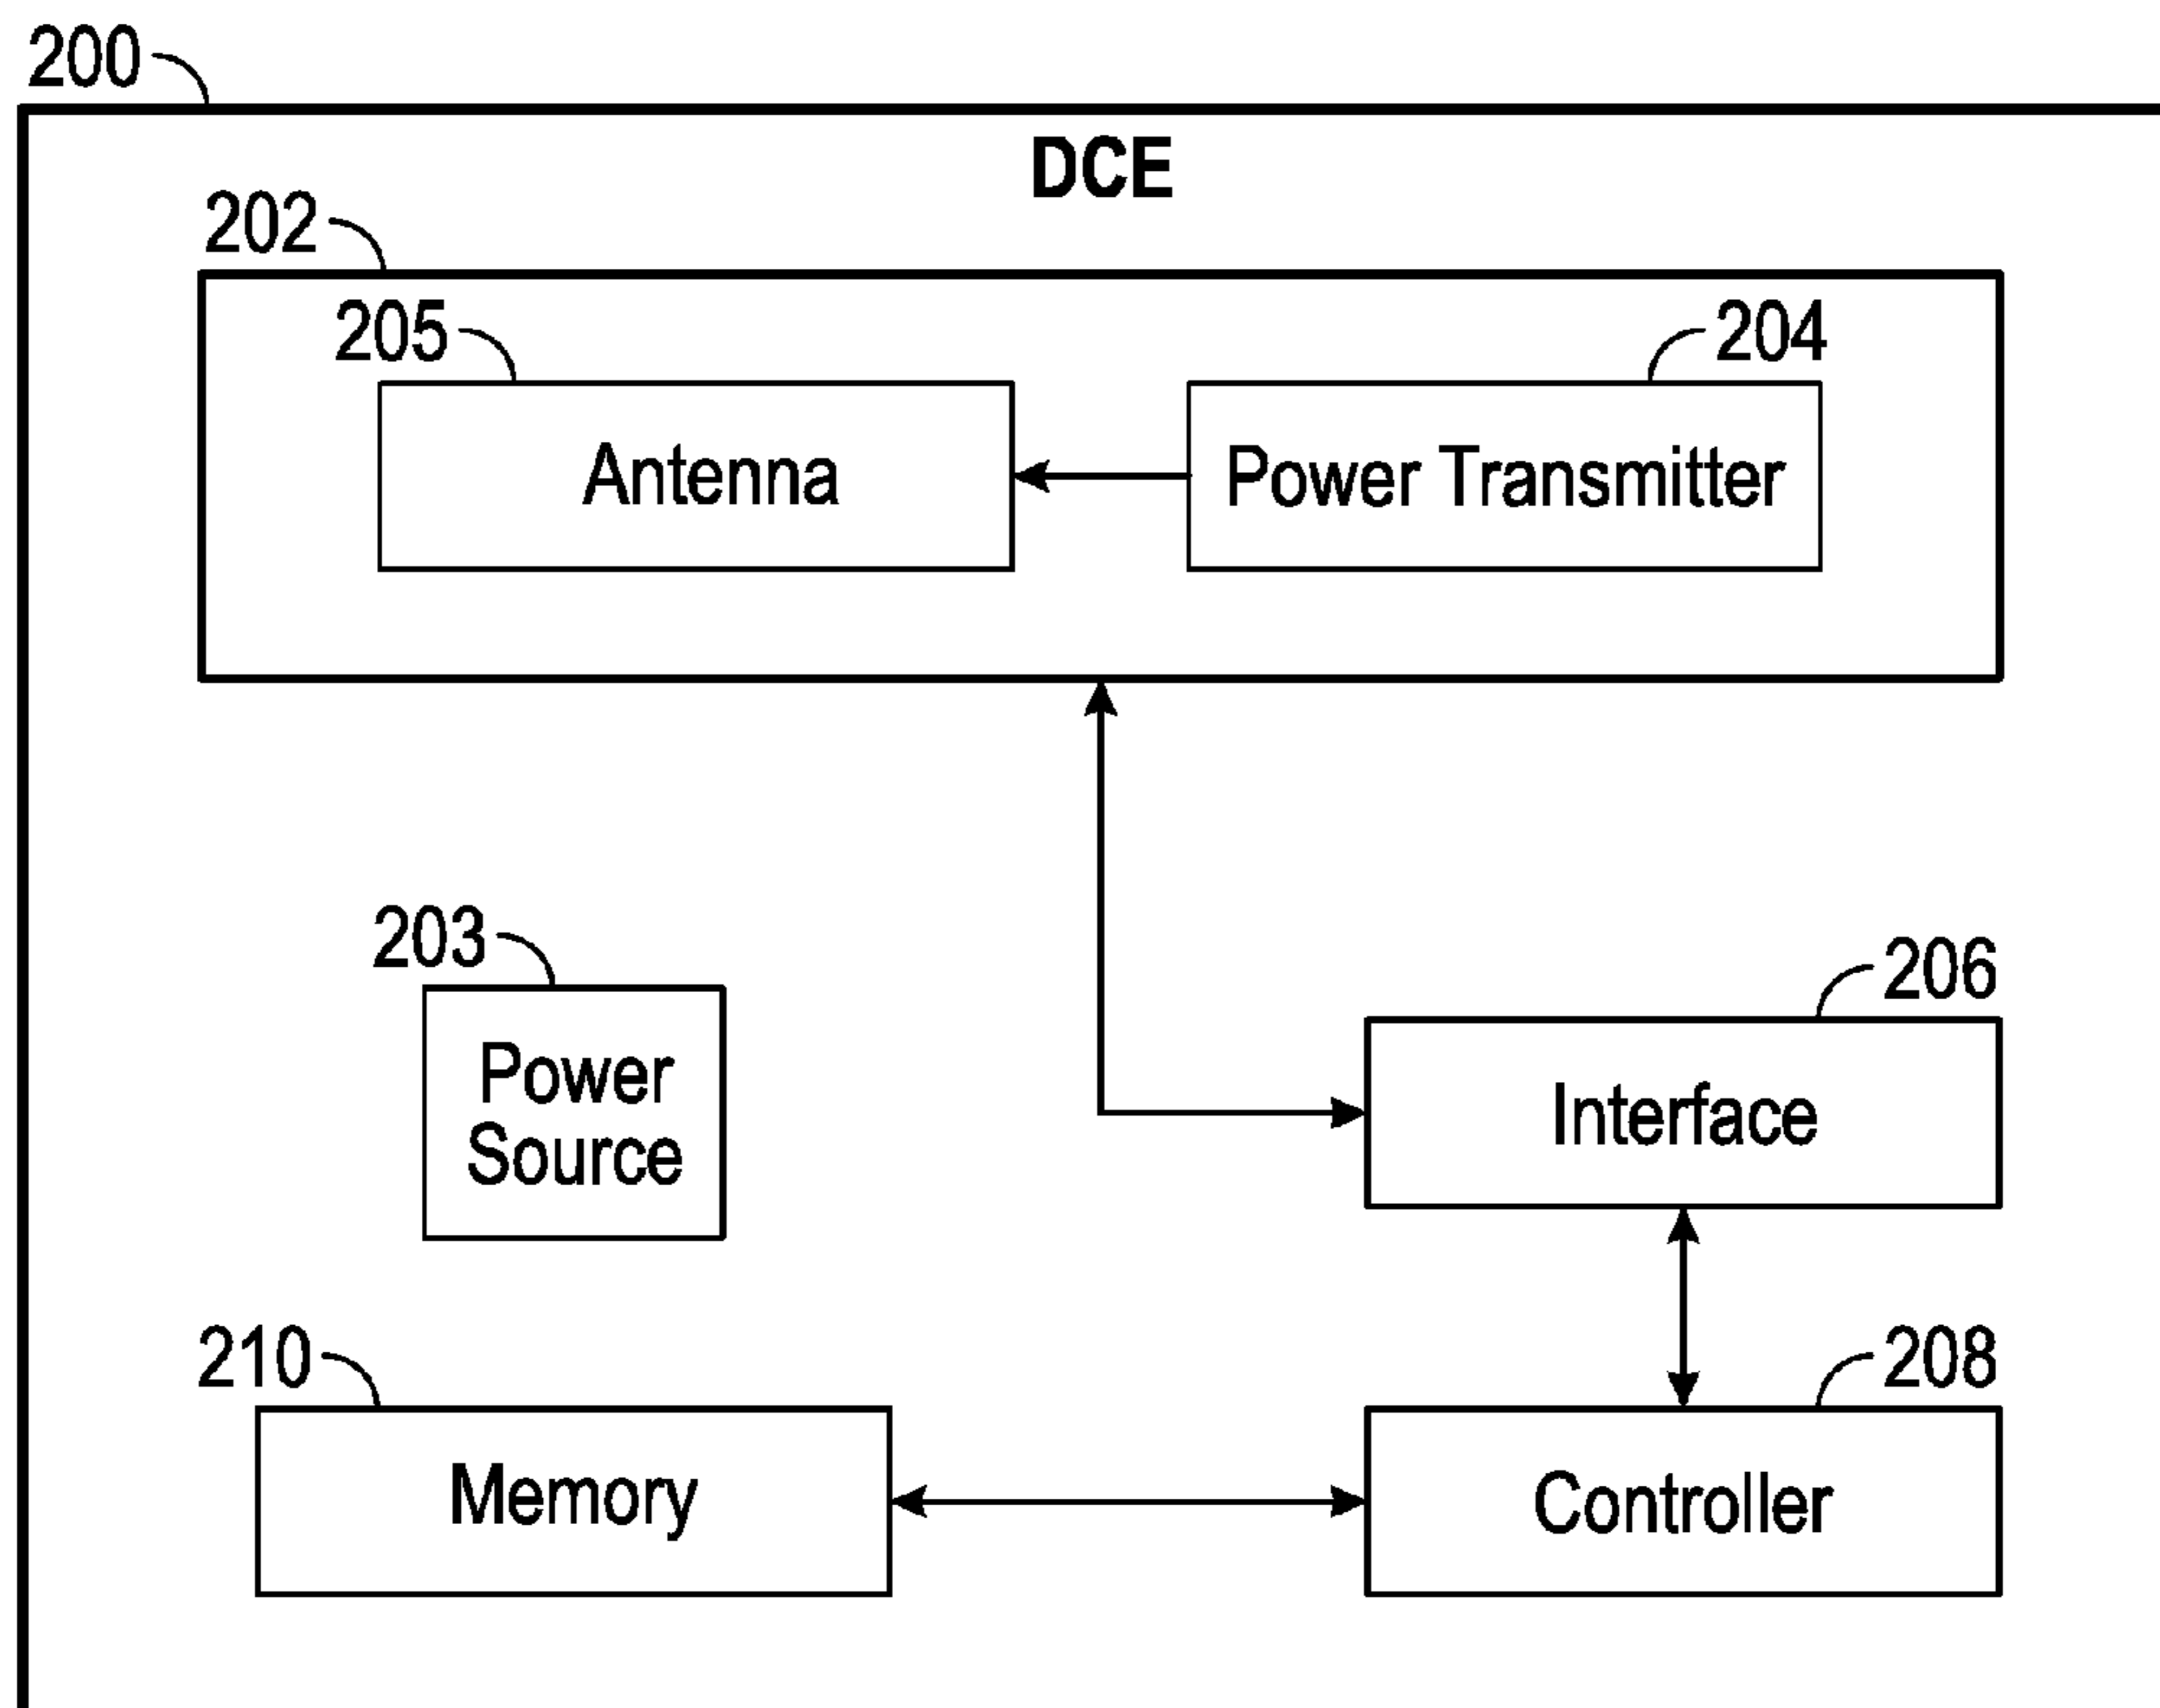 200
DCE
202
205
204
Antenna
Power Transmitter
203
206
Power
Source
Interface
210
208
Memory
Controller